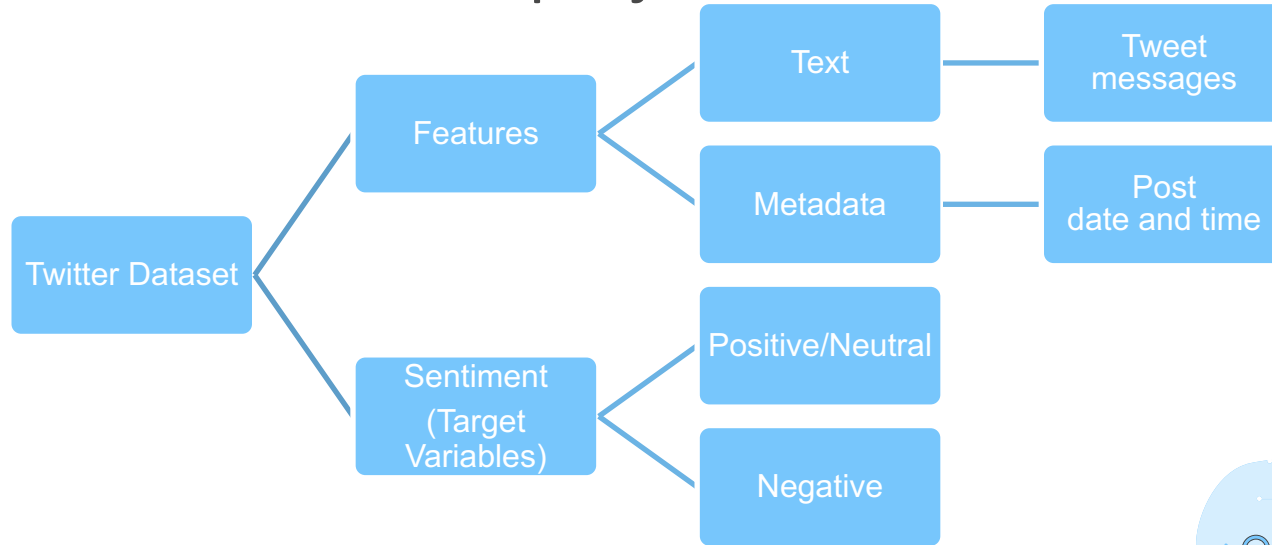 Twitter Dataset
Features
Text
Tweet
messages
Metadata
Post
date and time
Sentiment
(Target
Variables)
Positive/Neutral
Negative